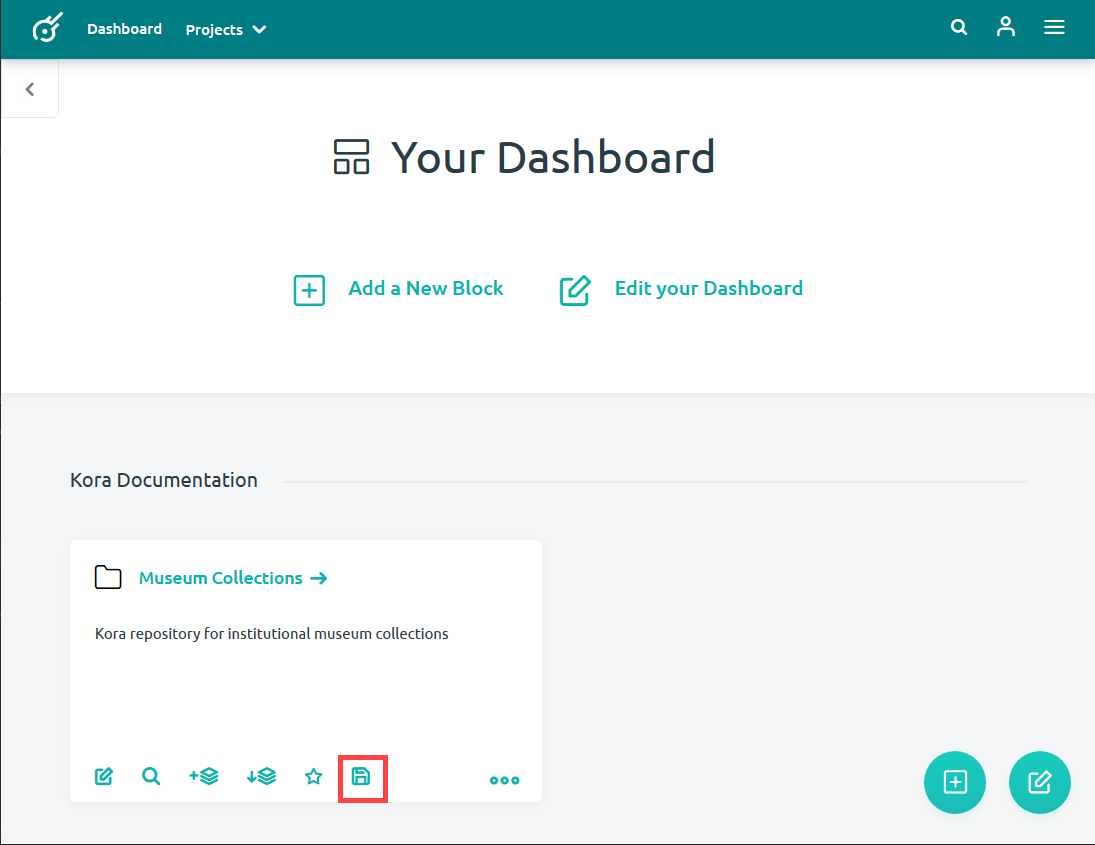 Dashboard Projects
Your Dashboard
Add a New Block Edit your Dashboard
Kora Documentation
Museum Collections
Kora repository for institutional museum collections